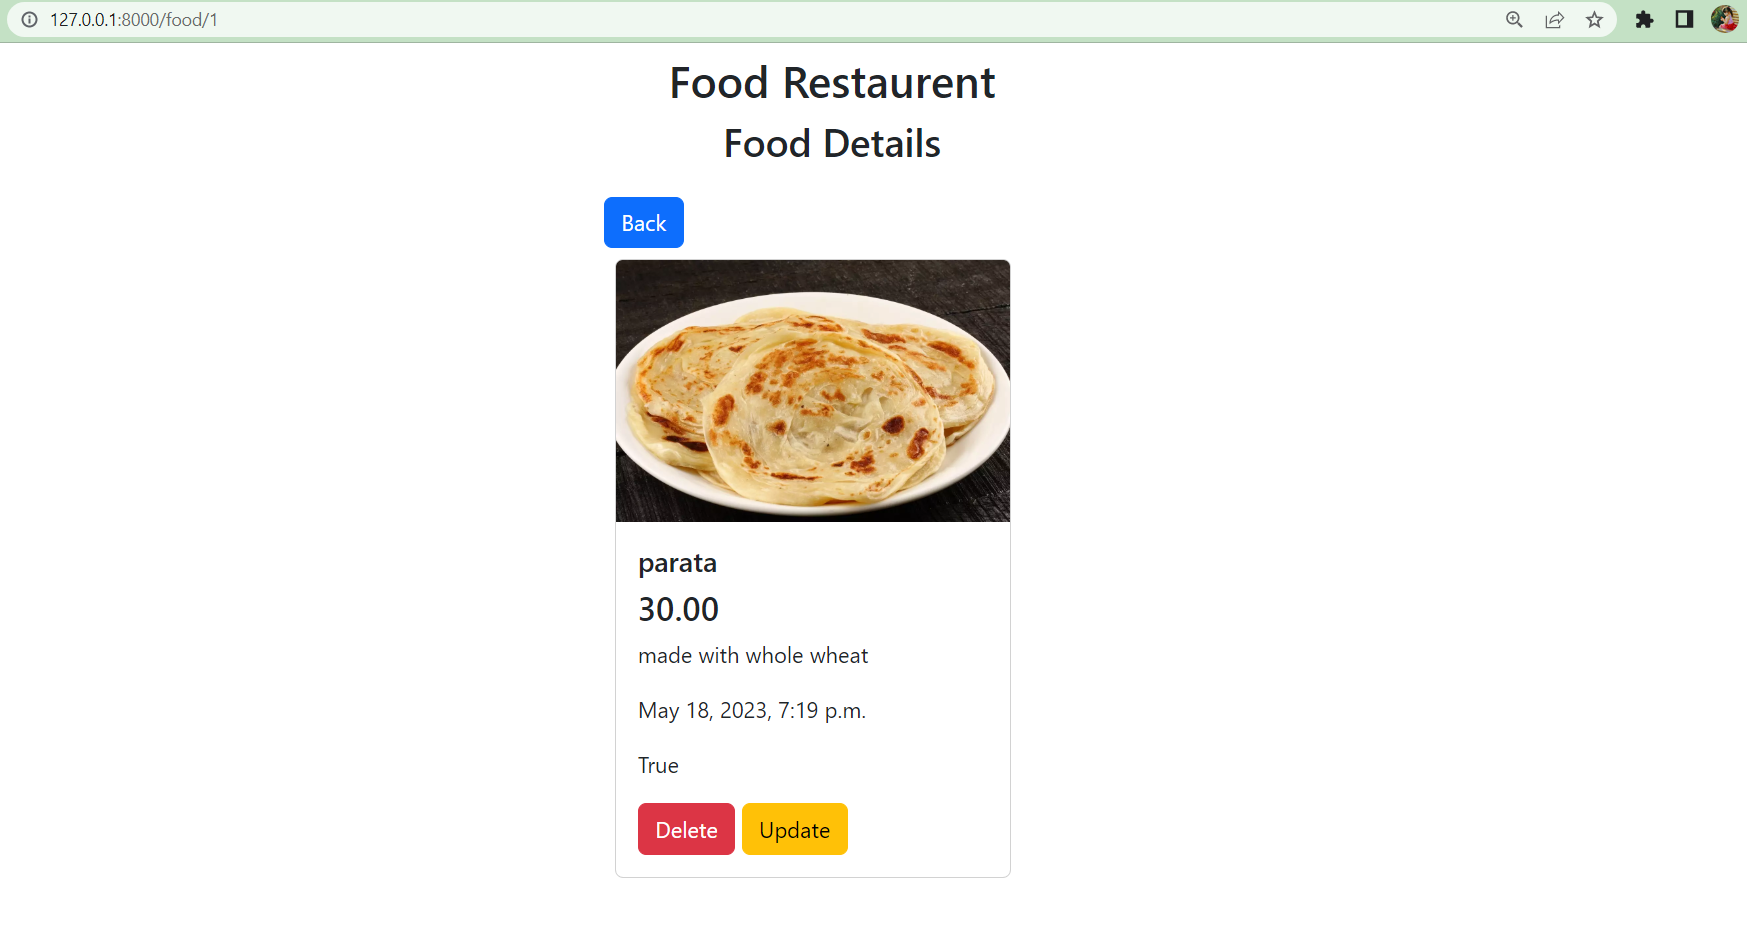 127.0.0.1:8000/food/1
Food Restaurent
Food Details
Back
parata
30.00
made with whole wheat
May 18, 2023, 7:19 p.m.
True
Delete Update